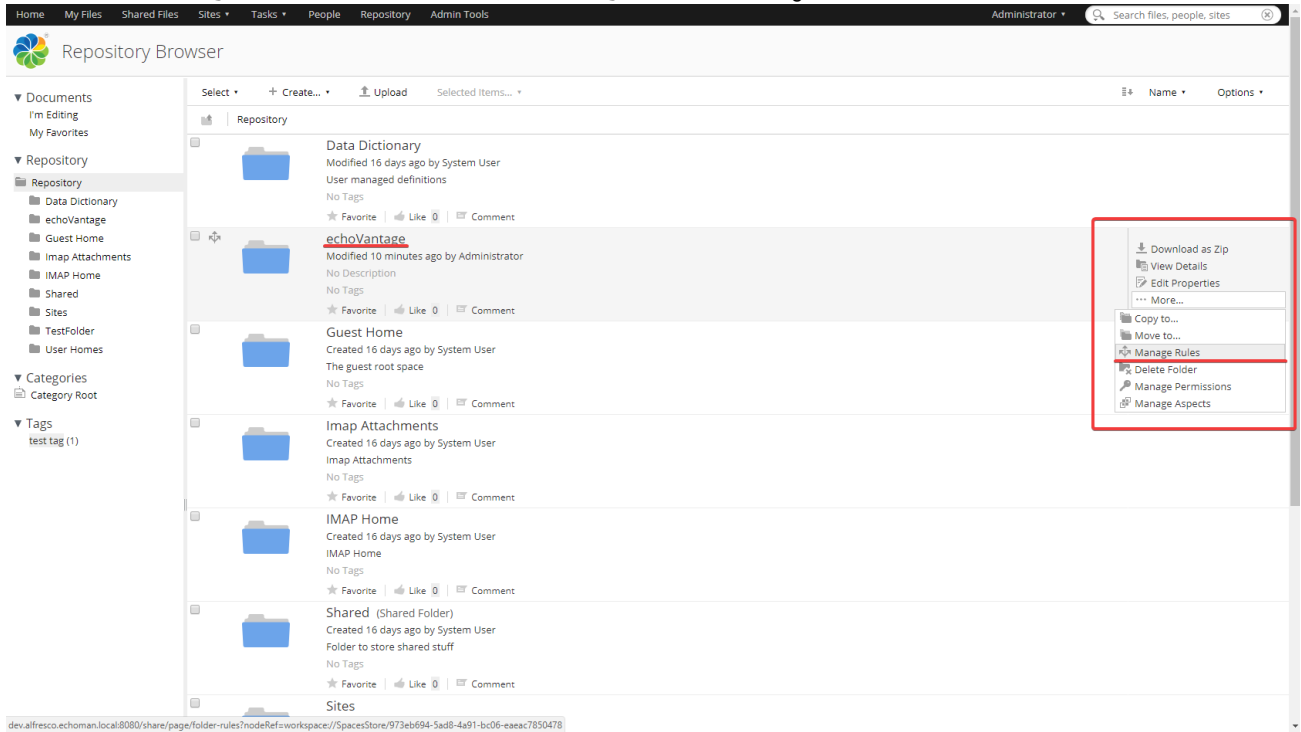 Home My Files Shared Files Sites Tasks People Repository Admin Tools Administrator Search files, people, sites
Repository Browser
Documents
I'm Editing
My Favorites
Repository
Repository
Data Dictionary
echoVantage
Guest Home
Imap Attachments
IMAP Home
Shared
Sites
TestFolder
User Homes
Categories
Category Root
Tags
test tag (1)
Select + Create... Upload Selected Items... Name Options
Repository
Data Dictionary
Modified 16 days ago by System User
User managed definitions
No Tags
Favorite Like 0 Comment
echoVantage
Modified 10 minutes ago by Administrator
No Description
No Tags
Favorite Like 0 Comment
Download as Zip
View Details
Edit Properties
More...
Copy to...
Move to...
Manage Rules
Delete Folder
Manage Permissions
Manage Aspects
Guest Home
Created 16 days ago by System User
The guest root space
No Tags
Favorite Like 0 Comment
Imap Attachments
Created 16 days ago by System User
Imap Attachments
No Tags
Favorite Like 0 Comment
IMAP Home
Created 16 days ago by System User
IMAP Home
No Tags
Favorite Like 0 Comment
Shared (Shared Folder)
Created 16 days ago by System User
Folder to store shared stuff
No Tags
Favorite Like 0 Comment
Sites
dev.alfresco.echoman.local:8080/share/page/folder-rules?nodeRef=workspace://SpacesStore/973eb694-5ad8-4a91-bc06-eaeac7850478